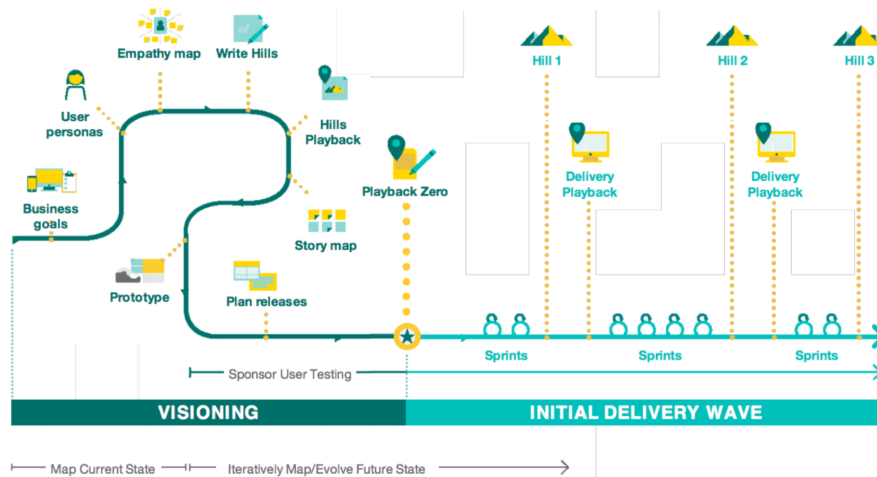 Empathy map
Write Hills
User
personas
Hills
Playback
Business
goals
Story map
Prototype
Plan releases
Playback Zero
Hill 1
Hill 2
Hill 3
Delivery
Playback
Delivery
Playback
Sprints
Sprints
Sprints
Sponsor User Testing
VISIONING
INITIAL DELIVERY WAVE
Map Current State
Iteratively Map/Evolve Future State